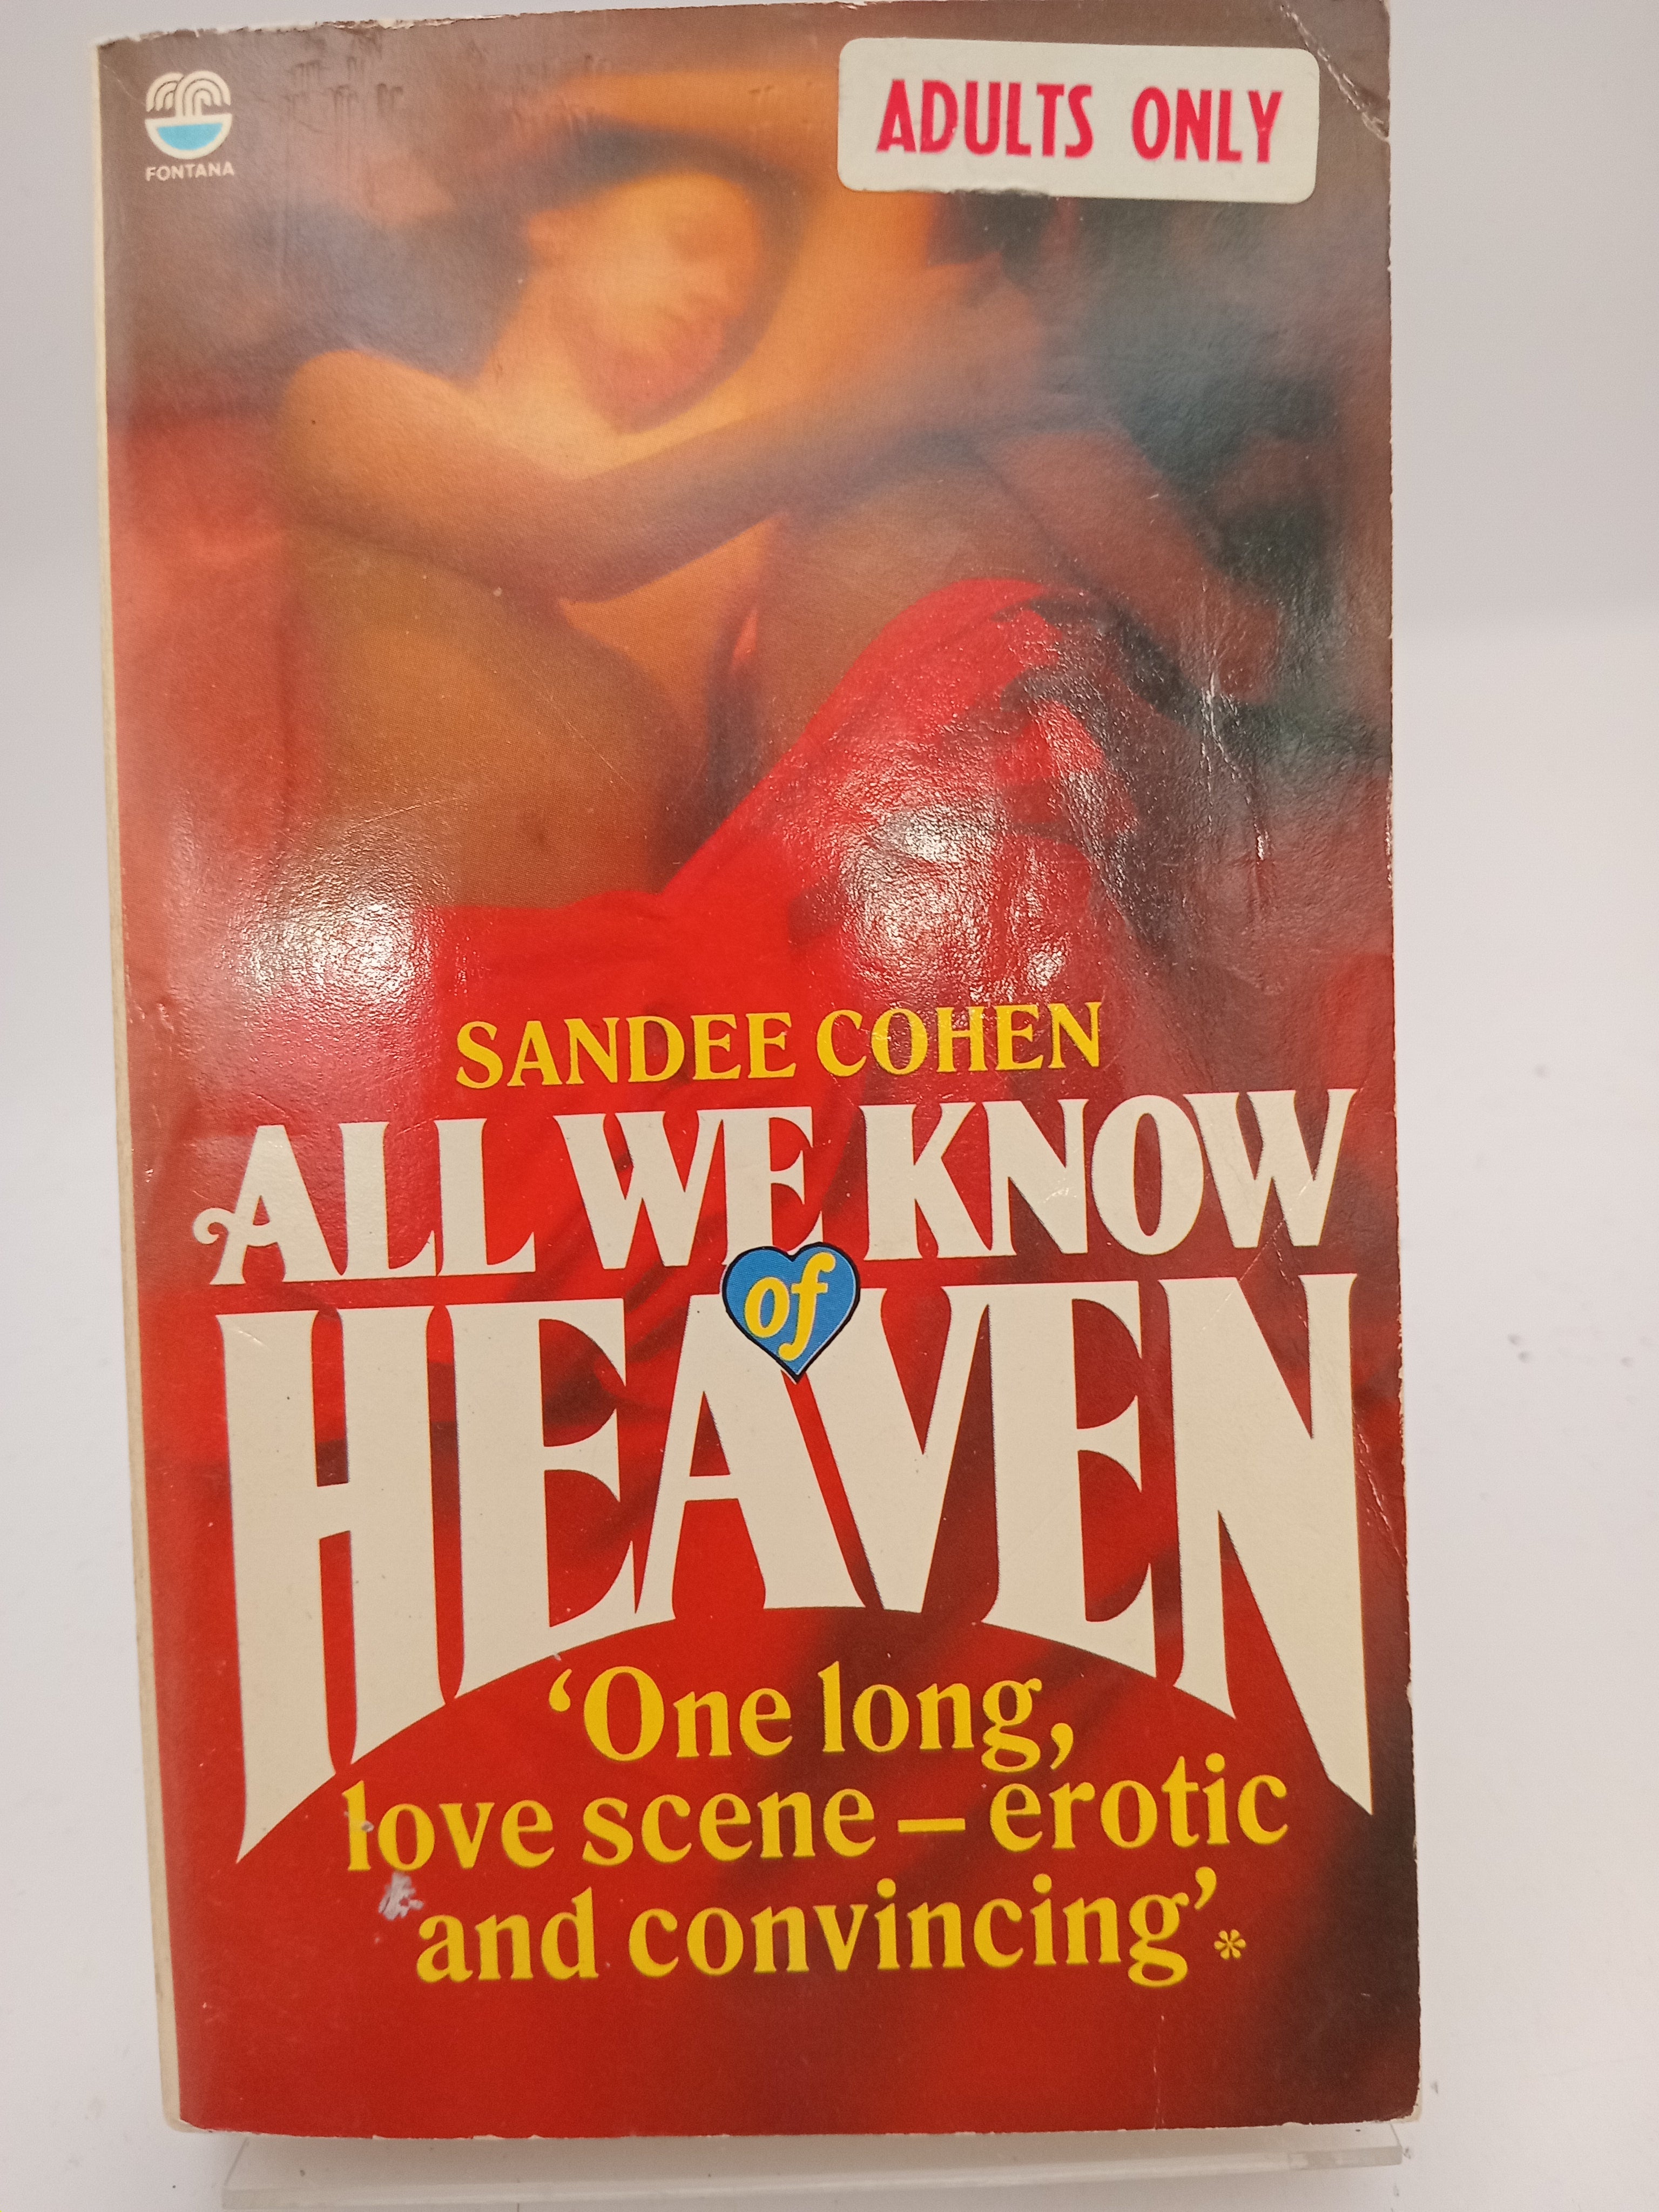 FONTANA
ADULTS ONLY
SANDEE COHEN
ALL WE KNOW
of
HEAVEN
‘One long,
love scene – erotic
and convincing’*